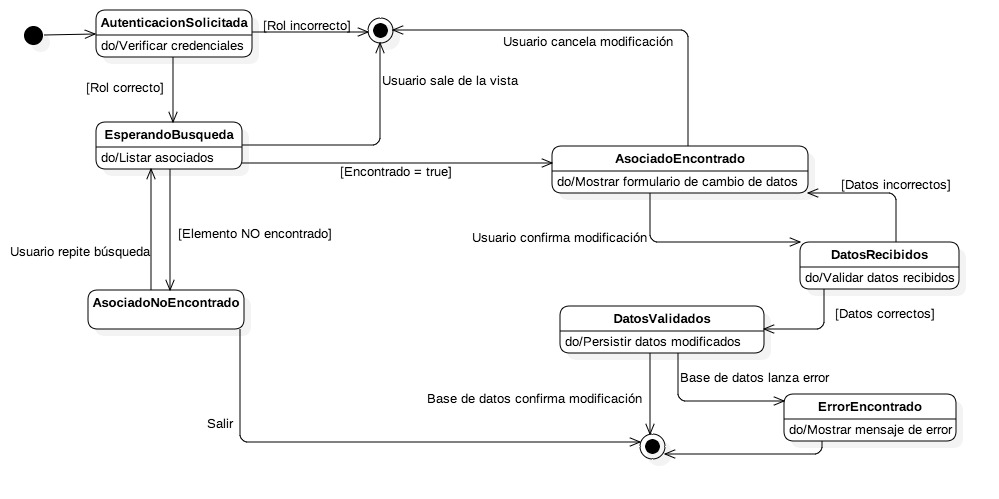 AutenticacionSolicitada
do/Verificar credenciales
[Rol incorrecto]
Usuario cancela modificación
Usuario sale de la vista
[Rol correcto]
EsperandoBusqueda
do/Listar asociados
[Encontrado = true]
AsociadoEncontrado
do/Mostrar formulario de cambio de datos
[Datos incorrectos]
Usuario repite búsqueda
[Elemento NO encontrado]
Usuario confirma modificación
DatosRecibidos
do/Validar datos recibidos
AsociadoNoEncontrado
DatosValidados
do/Persistir datos modificados
[Datos correctos]
Base de datos lanza error
Base de datos confirma modificación
ErrorEncontrado
do/Mostrar mensaje de error
Salir